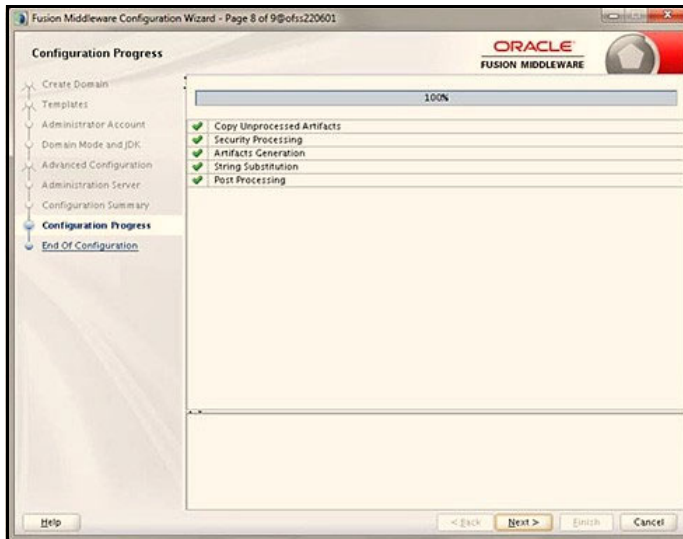 Fusion Middleware Configuration Wizard - Page 8 of 9@ofss220601
Configuration Progress
ORACLE
FUSION MIDDLEWARE
Create Domain
Templates
Administrator Account
Domain Mode and JDK
Advanced Configuration
Administration Server
Configuration Summary
Configuration Progress
End Of Configuration
100%
Copy Unprocessed Artifacts
Security Processing
Artifacts Generation
String Substitution
Post Processing
Help
< Back
Next >
Finish
Cancel